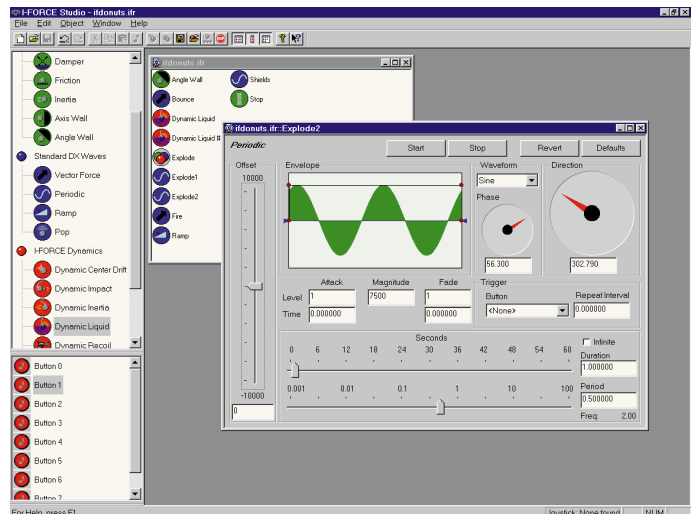 I-FORCE Studio - ifdonuts.ifr
File Edit Object Window Help
Damper
Friction
Inertia
Axis Wall
Angle Wall
Standard DX Waves
Vector Force
Periodic
Ramp
Pop
I-FORCE Dynamics
Dynamic Center Drift
Dynamic Impact
Dynamic Inertia
Dynamic Liquid
Dynamic Recoil
Button 0
Button 1
Button 2
Button 3
Button 4
Button 5
Button 6
Button 7
ifdonuts.ifr
Angle Wall
Shields
Bounce
Stop
Dynamic Liquid
Dynamic Liquid #
Explode
Explode1
Explode2
Fire
Ramp
ifdonuts.ifr::Explode2
Periodic
Start Stop Revert Defaults
Offset
10000
-10000
0
Envelope
Waveform
Sine
Phase
56.300
Direction
302.790
Attack Magnitude Fade
Level 1 7500 1
Time 0.000000 0.000000
Trigger
Button Repeat Interval
<None> 0.000000
Seconds
0 6 12 18 24 30 36 42 48 54 60
Infinite
Duration
1.000000
0.001 0.01 0.1 1 10 100
Period
0.500000
Freq: 2.00
For Help, press F1
Joystick: None found
NUM